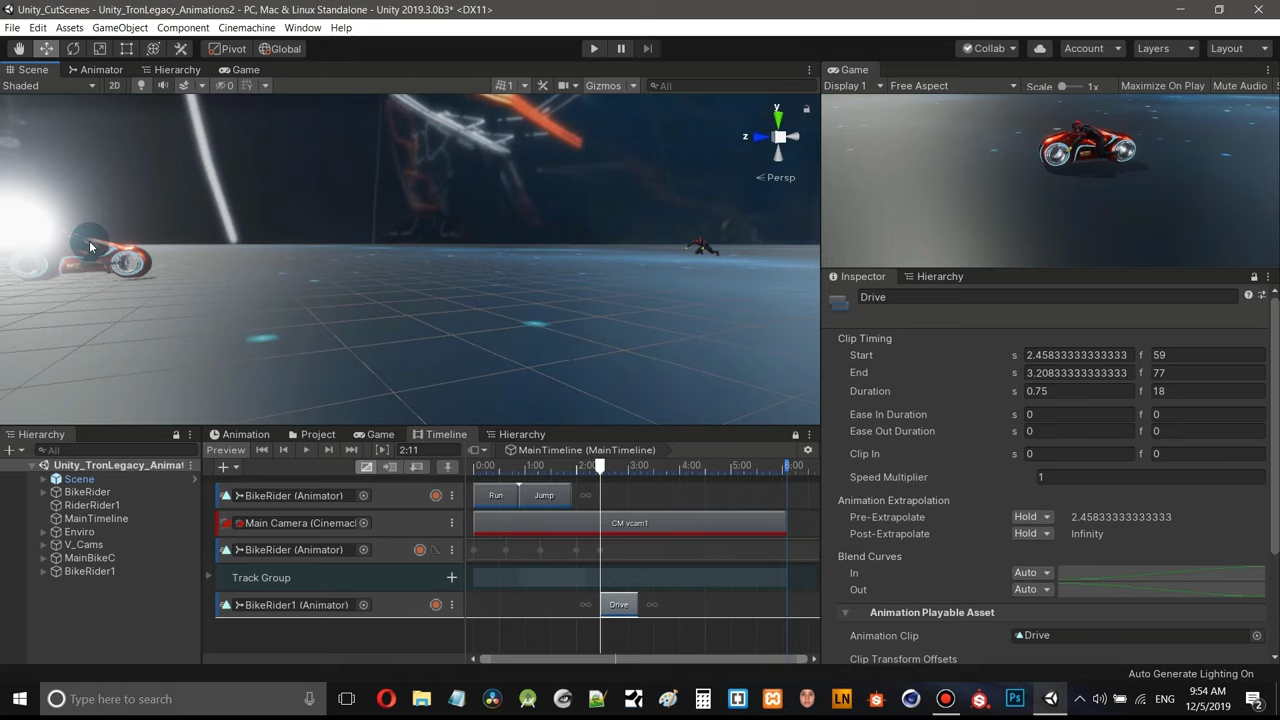 Unity_CutScenes - Unity_TronLegacy_Animations2 - PC, Mac & Linux Standalone - Unity 2019.3.0b3* <DX11>
File Edit Assets GameObject Component Cinemachine Window Help
Pivot Global Collab Account Layers Layout
Scene Animator Hierarchy Game
Shaded 2D 0 1 Gizmos All
y
z
Persp
Game
Display 1 Free Aspect Scale 1x Maximize On Play Mute Audio
Inspector Hierarchy
Drive
Clip Timing
Start s 2.45833333333333 f 59
End s 3.20833333333333 f 77
Duration s 0.75 f 18
Ease In Duration s 0 f 0
Ease Out Duration s 0 f 0
Clip In s 0 f 0
Speed Multiplier 1
Animation Extrapolation
Pre-Extrapolate Hold 2.45833333333333
Post-Extrapolate Hold Infinity
Blend Curves
In Auto
Out Auto
Animation Playable Asset
Animation Clip Drive
Clip Transform Offsets
Auto Generate Lighting On
Hierarchy
All
Unity_TronLegacy_Animat
Scene
BikeRider
RiderRider1
MainTimeline
Enviro
V_Cams
MainBikeC
BikeRider1
Animation Project Game Timeline Hierarchy
Preview 2:11 MainTimeline (MainTimeline)
0:00 1:00 2:00 3:00 4:00 5:00 6:00
BikeRider (Animator) Run Jump
Main Camera (Cinemac CM vcam1
BikeRider (Animator)
Track Group
BikeRider1 (Animator) Drive
Type here to search
LN
Ps
ENG
9:54 AM
12/5/2019
2